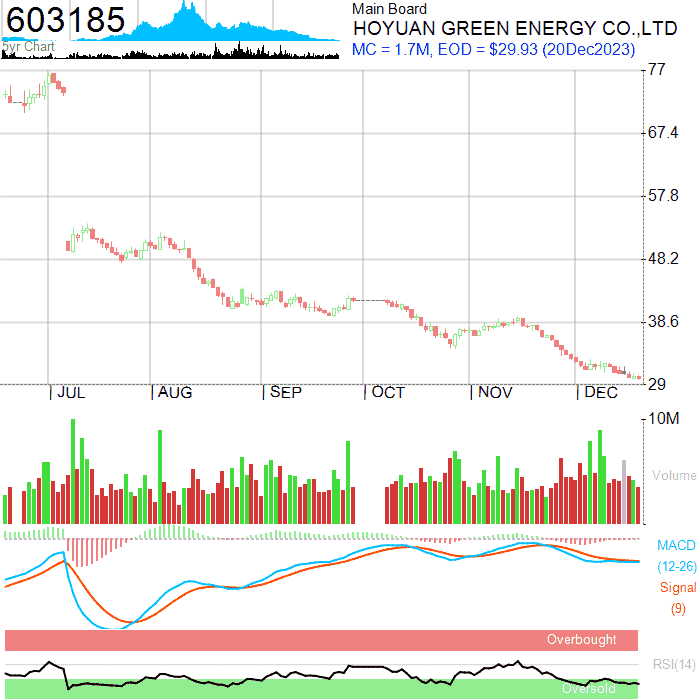 603185
5yr Chart
Main Board
HOYUAN GREEN ENERGY CO.,LTD
MC = 1.7M, EOD = $29.93 (20Dec2023)
77
67.4
57.8
48.2
38.6
29
JUL AUG SEP OCT NOV DEC
10M
Volume
MACD
(12-26)
Signal
(9)
Overbought
RSI(14)
Oversold